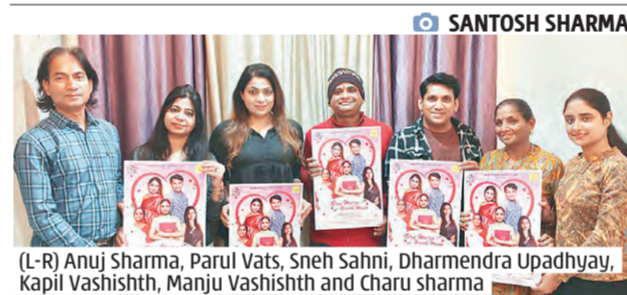 SANTOSH SHARMA
(L-R) Anuj Sharma, Parul Vats, Sneh Sahni, Dharmendra Upadhyay,
Kapil Vashishth, Manju Vashishth and Charu sharma